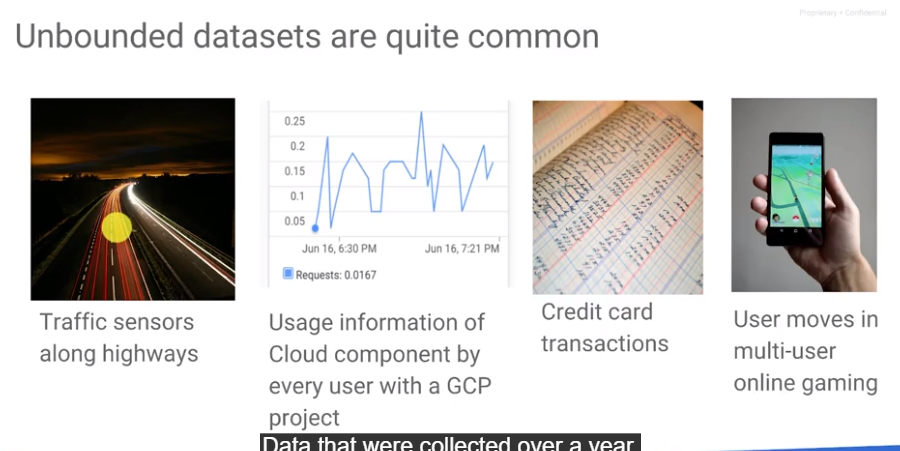 Proprietary + Confidential
Unbounded datasets are quite common
0.25
0.2
0.15
0.1
0.05
Jun 16, 6:30 PM
Jun 16, 7:21 PM
Requests: 0.0167
Traffic sensors
along highways
Usage information of
Cloud component by
every user with a GCP
project
Credit card
transactions
User moves in
multi-user
online gaming
Data that were collected over a year